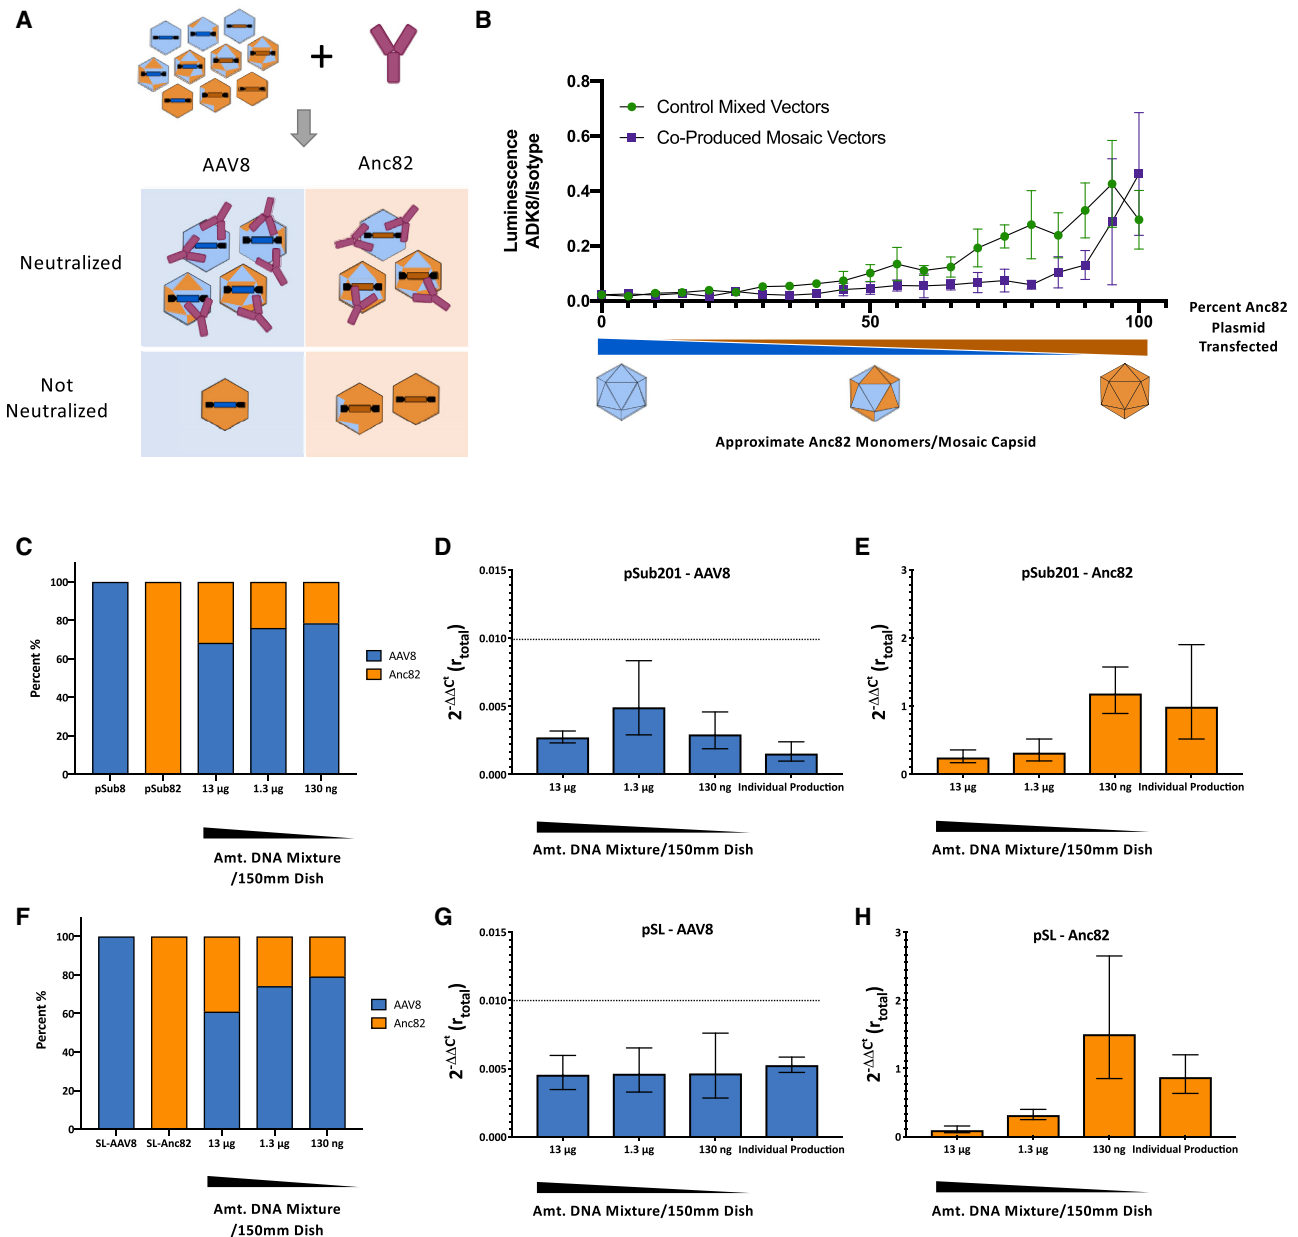 A
+
AAV8
Anc82
Neutralized
Not
Neutralized
B
Luminescence
ADK8/Isotype
0.8
0.6
0.4
0.2
0.0
Control Mixed Vectors
Co-Produced Mosaic Vectors
0
50
100
Percent Anc82
Plasmid
Transfected
Approximate Anc82 Monomers/Mosaic Capsid
C
Percent %
100
80
60
40
20
0
pSub8
pSub82
13 µg
1.3 µg
130 ng
AAV8
Anc82
Amt. DNA Mixture
/150mm Dish
D
pSub201 - AAV8
2^-ΔΔCt (r_total)
0.015
0.010
0.005
0.000
13 µg
1.3 µg
130 ng
Individual Production
Amt. DNA Mixture/150mm Dish
E
pSub201 - Anc82
2^-ΔΔCt (r_total)
3
2
1
0
13 µg
1.3 µg
130 ng
Individual Production
Amt. DNA Mixture/150mm Dish
F
Percent %
100
80
60
40
20
0
SL-AAV8
SL-Anc82
13 µg
1.3 µg
130 ng
AAV8
Anc82
Amt. DNA Mixture
/150mm Dish
G
pSL - AAV8
2^-ΔΔCt (r_total)
0.015
0.010
0.005
0.000
13 µg
1.3 µg
130 ng
Individual Production
Amt. DNA Mixture/150mm Dish
H
pSL - Anc82
2^-ΔΔCt (r_total)
3
2
1
0
13 µg
1.3 µg
130 ng
Individual Production
Amt. DNA Mixture/150mm Dish